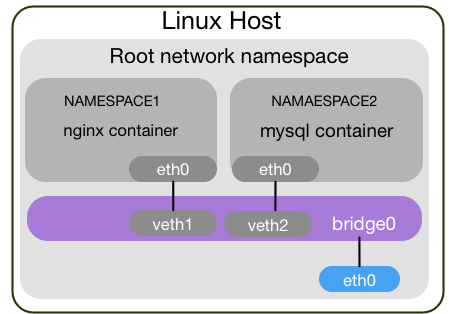 Linux Host
Root network namespace
NAMESPACE1
nginx container
eth0
NAMAESPACE2
mysql container
eth0
veth1
veth2
bridge0
eth0